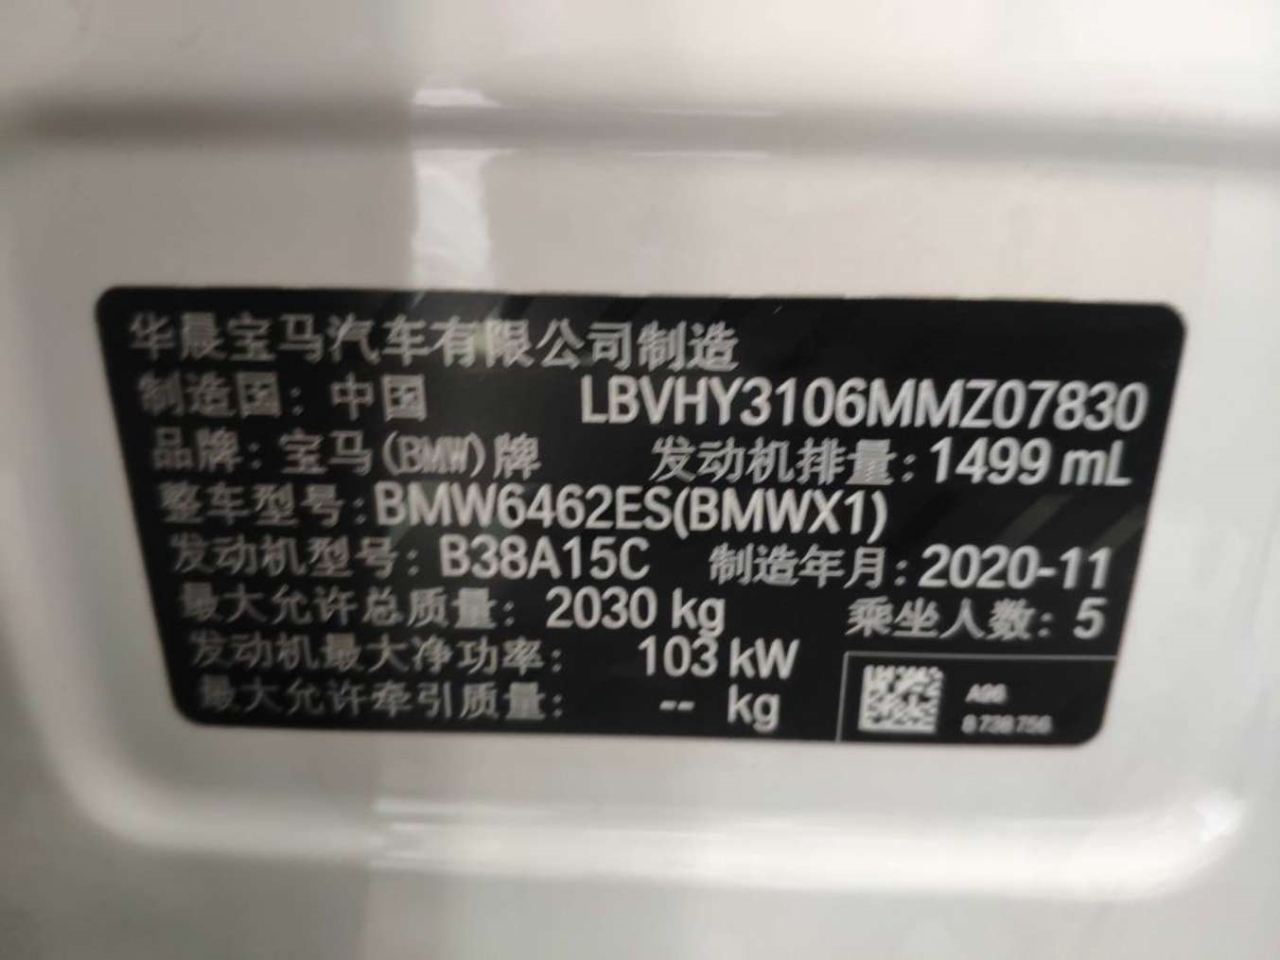 华晨宝马汽车有限公司制造
制造国：中国 LBVHY3106MMZ07830
品牌：宝马(BMW)牌 发动机排量：1499 mL
整车型号：BMW6462ES(BMWX1)
发动机型号：B38A15C 制造年月：2020-11
最大允许总质量：2030 kg 乘坐人数：5
发动机最大净功率：103 kW
最大允许牵引质量：-- kg
8 738 756